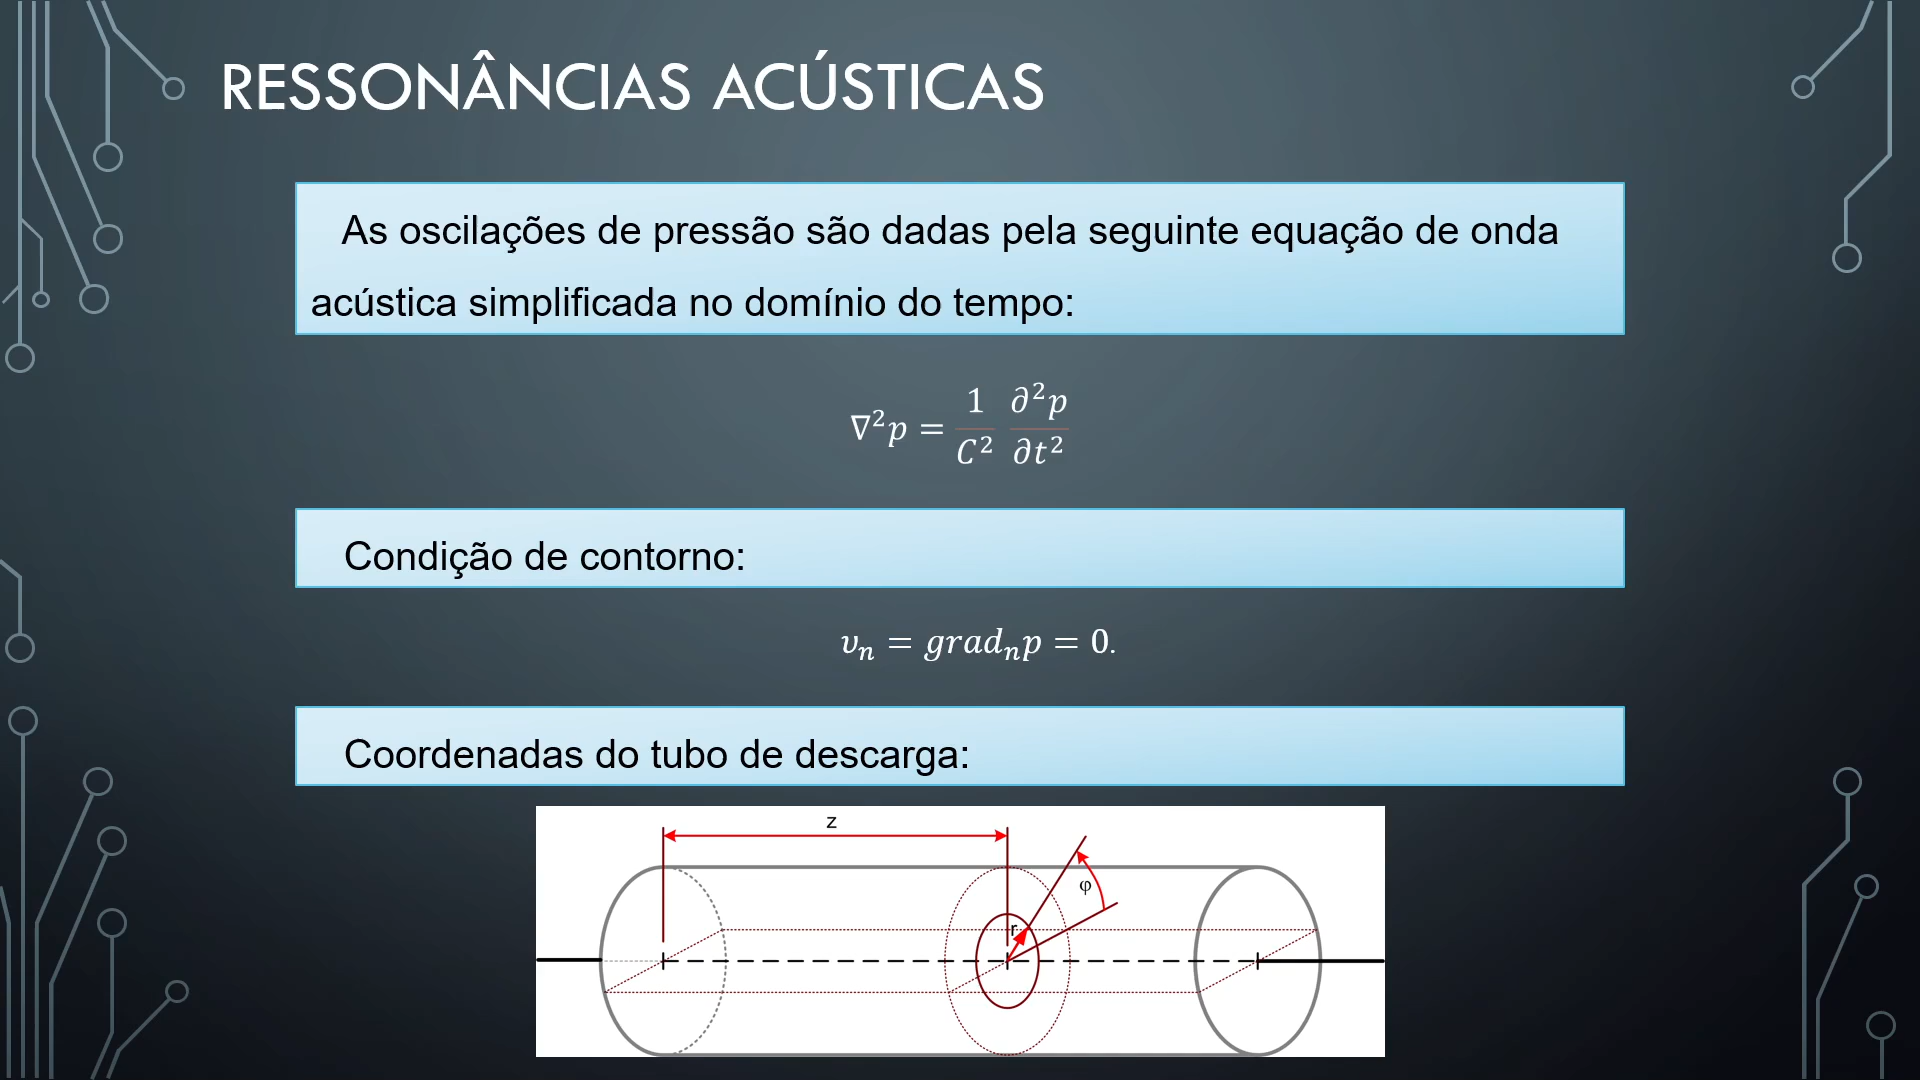 RESSONÂNCIAS ACÚSTICAS
As oscilações de pressão são dadas pela seguinte equação de onda
acústica simplificada no domínio do tempo:
∇²p = 1/C² ∂²p/∂t²
Condição de contorno:
υₙ = gradₙp = 0.
Coordenadas do tubo de descarga:
z
φ
r